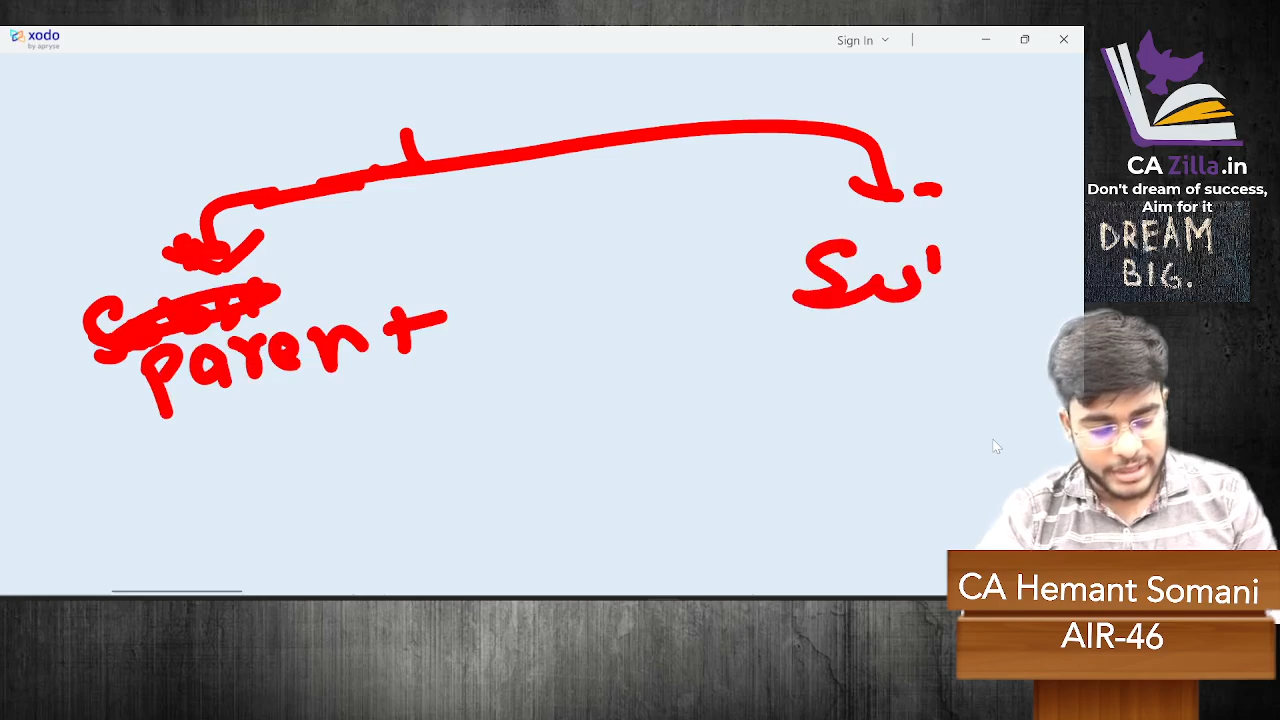 xodo
by apryse
Sign In
CA Zilla.in
Don't dream of success,
Aim for it
DREAM
BIG.
Parent
CA Hemant Somani
AIR-46